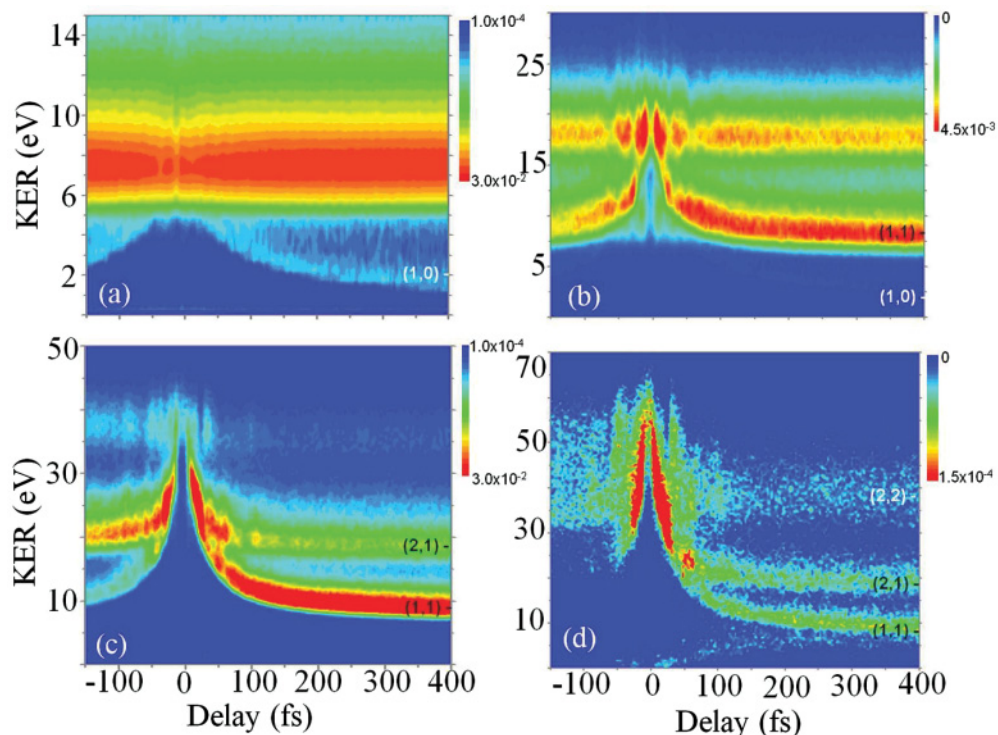 14
10
6
2
KER (eV)
(a)
(1,0) -
1.0x10-4
3.0x10-2
25
15
5
(b)
(1,1) -
(1,0) -
0
4.5x10-3
50
30
10
KER (eV)
(c)
(2,1) -
(1,1) -
1.0x10-4
3.0x10-2
-100 0 100 200 300 400
Delay (fs)
70
50
30
10
(d)
(2,2) -
(2,1) -
(1,1) -
0
1.5x10-4
-100 0 100 200 300 400
Delay (fs)